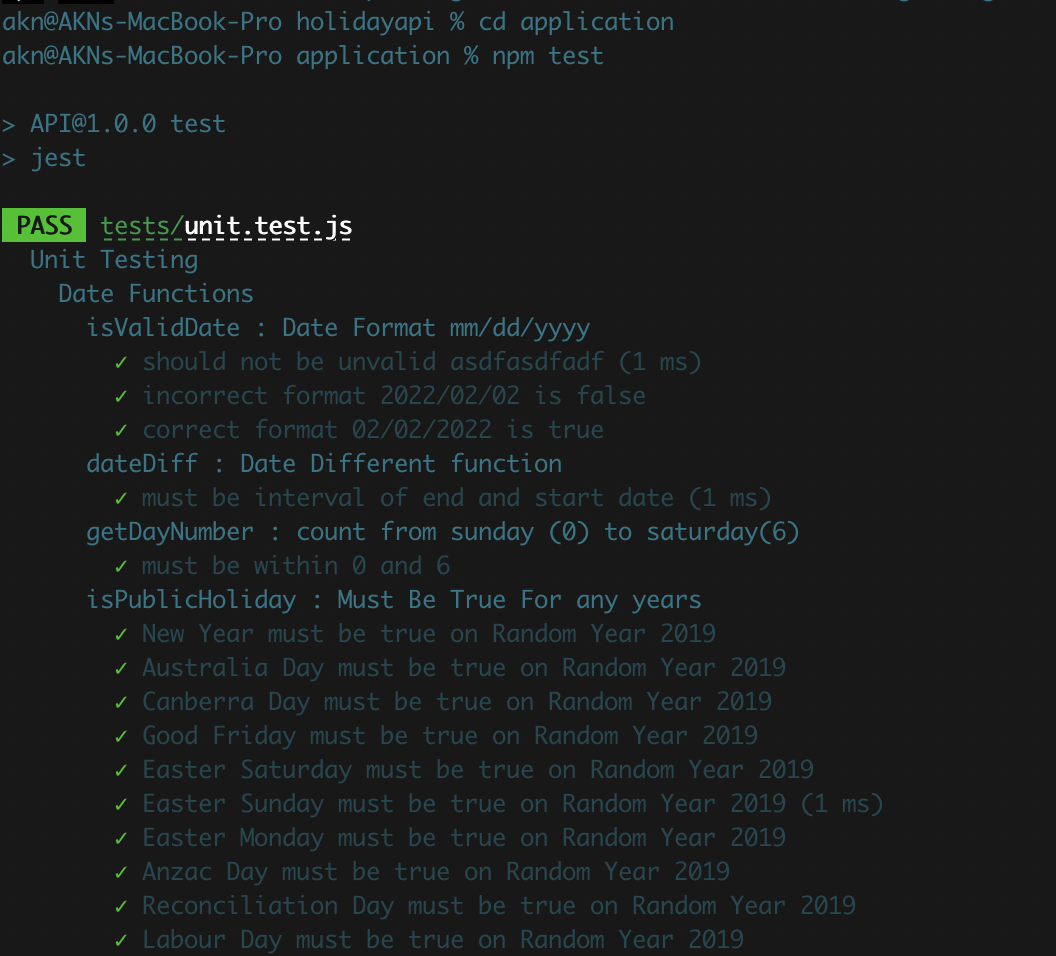 akn@AKNs-MacBook-Pro holidayapi % cd application
akn@AKNs-MacBook-Pro application % npm test
> API@1.0.0 test
> jest
PASS tests/unit.test.js
Unit Testing
Date Functions
isValidDate : Date Format mm/dd/yyyy
✓ should not be unvalid asdfasdfadf (1 ms)
✓ incorrect format 2022/02/02 is false
✓ correct format 02/02/2022 is true
dateDiff : Date Different function
✓ must be interval of end and start date (1 ms)
getDayNumber : count from sunday (0) to saturday(6)
✓ must be within 0 and 6
isPublicHoliday : Must Be True For any years
✓ New Year must be true on Random Year 2019
✓ Australia Day must be true on Random Year 2019
✓ Canberra Day must be true on Random Year 2019
✓ Good Friday must be true on Random Year 2019
✓ Easter Saturday must be true on Random Year 2019
✓ Easter Sunday must be true on Random Year 2019 (1 ms)
✓ Easter Monday must be true on Random Year 2019
✓ Anzac Day must be true on Random Year 2019
✓ Reconciliation Day must be true on Random Year 2019
✓ Labour Day must be true on Random Year 2019